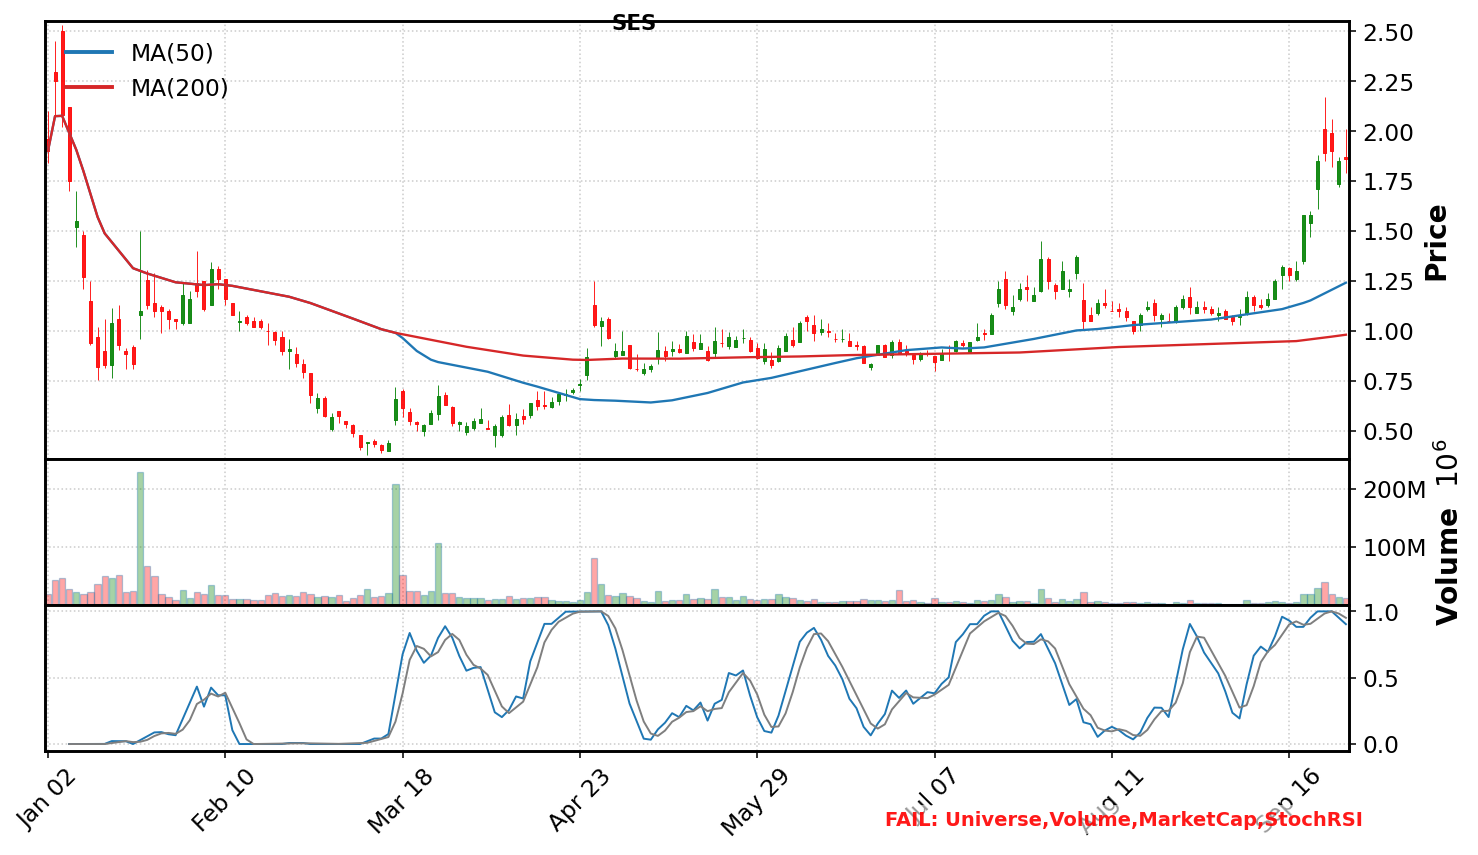 SES
MA(50)
MA(200)
2.50
2.25
2.00
1.75
1.50
1.25
1.00
0.75
0.50
Price
200M
100M
Volume 10⁶
1.0
0.5
0.0
Jan 02
Feb 10
Mar 18
Apr 23
May 29
Jul 07
Aug 11
Sep 16
FAIL: Universe,Volume,MarketCap,StochRSI